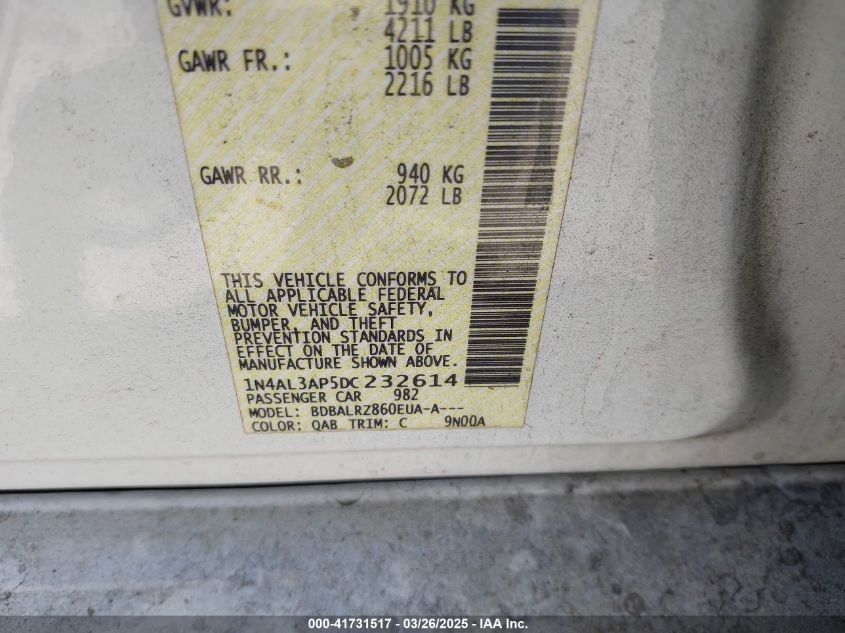 GVWR: 1910 KG
4211 LB
GAWR FR.: 1005 KG
2216 LB
GAWR RR.: 940 KG
2072 LB
THIS VEHICLE CONFORMS TO
ALL APPLICABLE FEDERAL
MOTOR VEHICLE SAFETY,
BUMPER, AND THEFT
PREVENTION STANDARDS IN
EFFECT ON THE DATE OF
MANUFACTURE SHOWN ABOVE.
1N4AL3AP5DC232614
PASSENGER CAR 982
MODEL: BDBALRZ860EUA-A---
COLOR: QAB TRIM: C 9N00A
000-41731517 — 03/26/2025 — IAA Inc.